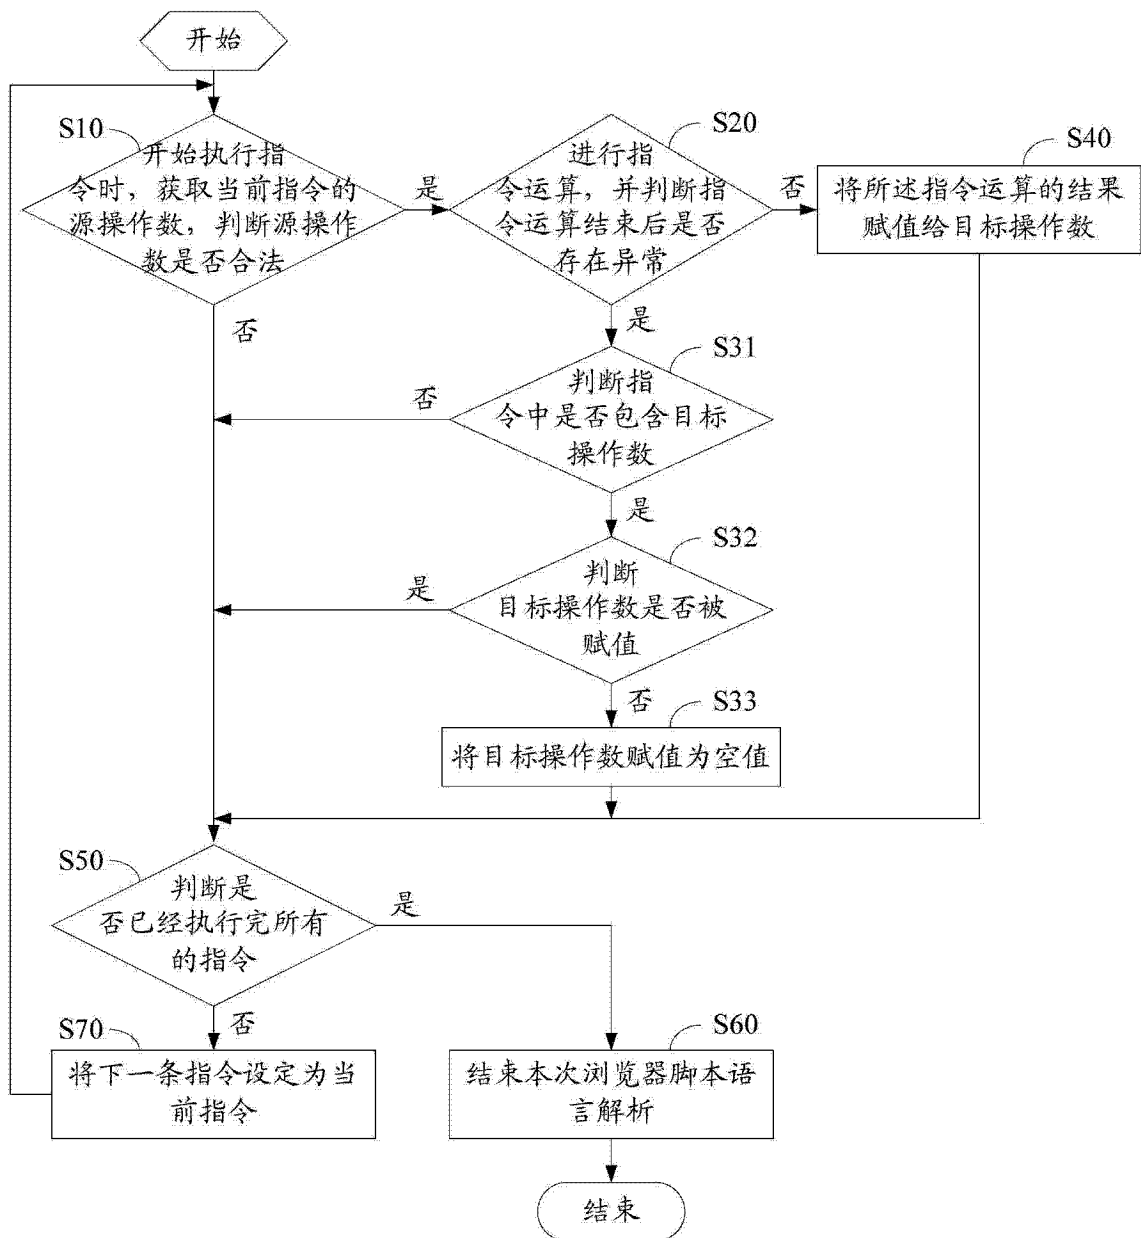 开始
S10
开始执行指
令时，获取当前指令的
源操作数，判断源操作
数是否合法
是
否
S20
进行指
令运算，并判断指
令运算结束后是否
存在异常
否
是
S40
将所述指令运算的结果
赋值给目标操作数
S31
判断指
令中是否包含目标
操作数
否
是
S32
判断
目标操作数是否被
赋值
是
否
S33
将目标操作数赋值为空值
S50
判断是
否已经执行完所有
的指令
是
否
S70
将下一条指令设定为当
前指令
S60
结束本次浏览器脚本语
言解析
结束